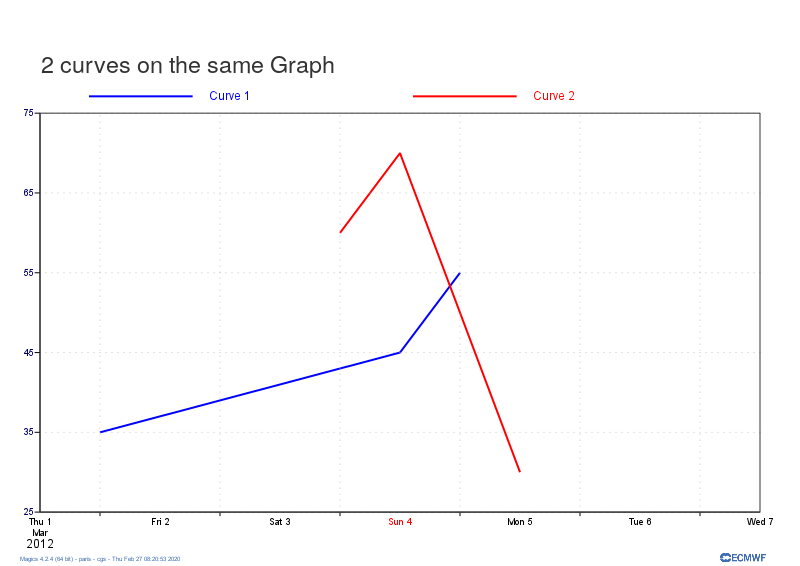 2 curves on the same Graph
Curve 1 Curve 2
75
65
55
45
35
25
Thu 1 Fri 2 Sat 3 Sun 4 Mon 5 Tue 6 Wed 7
Mar
2012
Magics 4.2.4 (64 bit) - paris - cgs - Thu Feb 27 08:20:53 2020
ECMWF